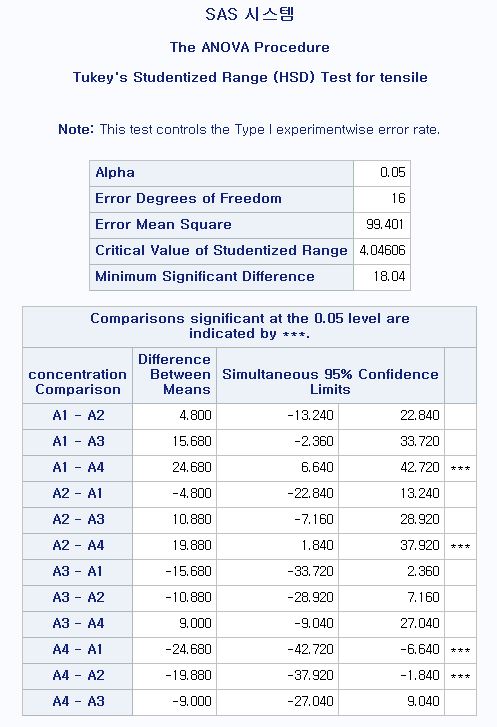 SAS 시스템
The ANOVA Procedure
Tukey's Studentized Range (HSD) Test for tensile
Note: This test controls the Type I experimentwise error rate.
Alpha 0.05
Error Degrees of Freedom 16
Error Mean Square 99.401
Critical Value of Studentized Range 4.04606
Minimum Significant Difference 18.04
Comparisons significant at the 0.05 level are
indicated by ***.
concentration
Comparison
Difference
Between
Means
Simultaneous 95% Confidence
Limits
A1 - A2 4.800 -13.240 22.840
A1 - A3 15.680 -2.360 33.720
A1 - A4 24.680 6.640 42.720 ***
A2 - A1 -4.800 -22.840 13.240
A2 - A3 10.880 -7.160 28.920
A2 - A4 19.880 1.840 37.920 ***
A3 - A1 -15.680 -33.720 2.360
A3 - A2 -10.880 -28.920 7.160
A3 - A4 9.000 -9.040 27.040
A4 - A1 -24.680 -42.720 -6.640 ***
A4 - A2 -19.880 -37.920 -1.840 ***
A4 - A3 -9.000 -27.040 9.040